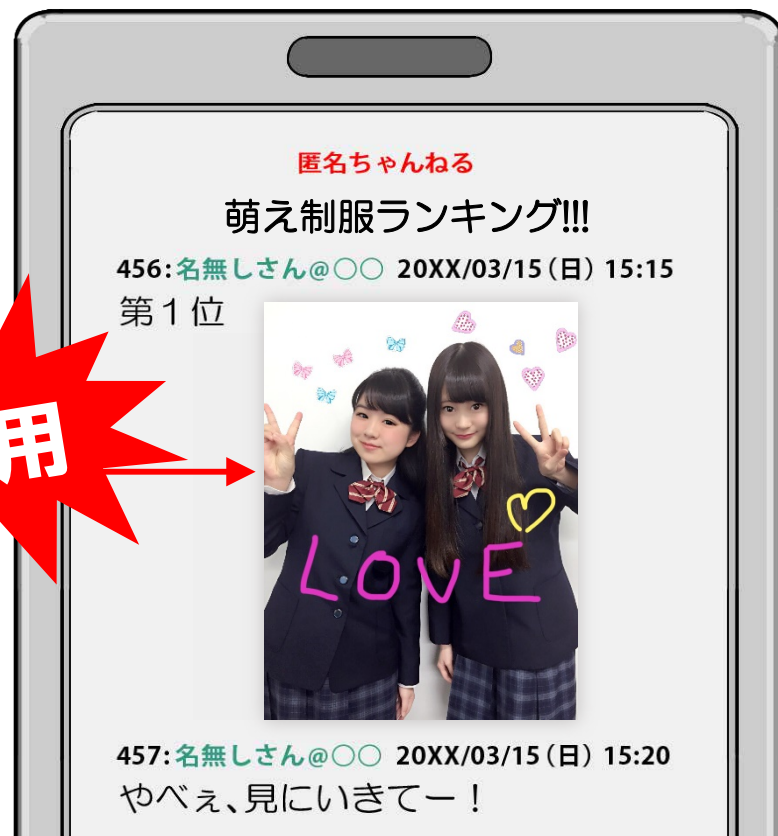 匿名ちゃんねる
萌え制服ランキング!!!
456:名無しさん@○○ 20XX/03/15(日) 15:15
第1位
用
LOVE
457:名無しさん@○○ 20XX/03/15(日) 15:20
やべぇ、見にいきてー！